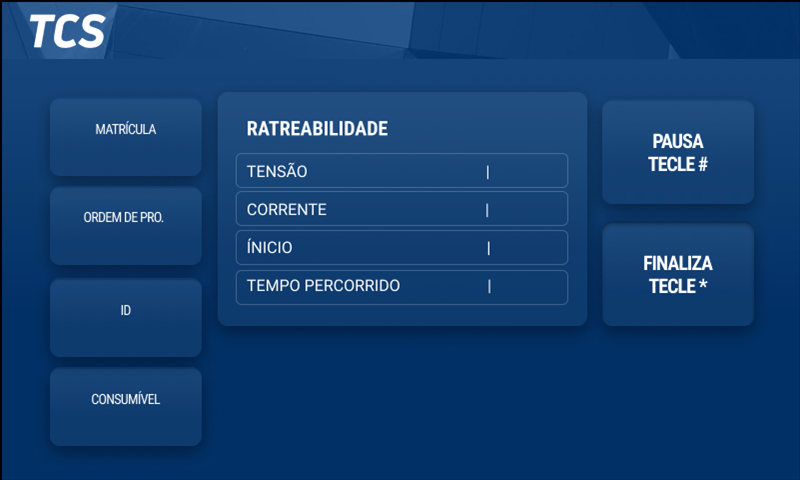 TCS
MATRÍCULA
ORDEM DE PRO.
ID
CONSUMÍVEL
RATREABILIDADE
TENSÃO |
CORRENTE |
ÍNICIO |
TEMPO PERCORRIDO |
PAUSA
TECLE #
FINALIZA
TECLE *